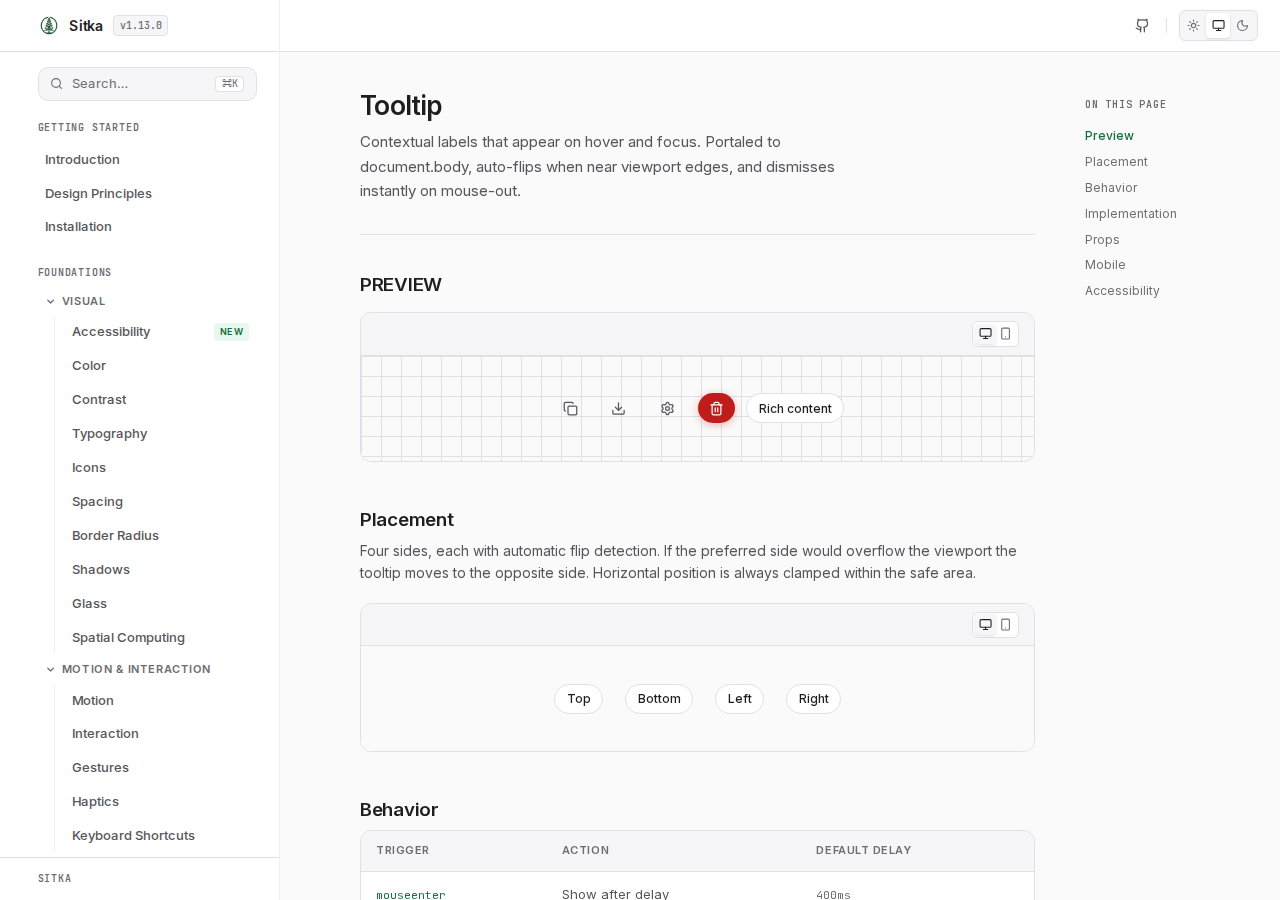 Sitka v1.13.0
Search... ⌘K
GETTING STARTED
Introduction
Design Principles
Installation
FOUNDATIONS
VISUAL
Accessibility NEW
Color
Contrast
Typography
Icons
Spacing
Border Radius
Shadows
Glass
Spatial Computing
MOTION & INTERACTION
Motion
Interaction
Gestures
Haptics
Keyboard Shortcuts
SITKA
Tooltip
Contextual labels that appear on hover and focus. Portaled to
document.body, auto-flips when near viewport edges, and dismisses
instantly on mouse-out.
PREVIEW
Rich content
Placement
Four sides, each with automatic flip detection. If the preferred side would overflow the viewport the
tooltip moves to the opposite side. Horizontal position is always clamped within the safe area.
Top Bottom Left Right
Behavior
TRIGGER ACTION DEFAULT DELAY
mouseenter Show after delay 400ms
ON THIS PAGE
Preview
Placement
Behavior
Implementation
Props
Mobile
Accessibility